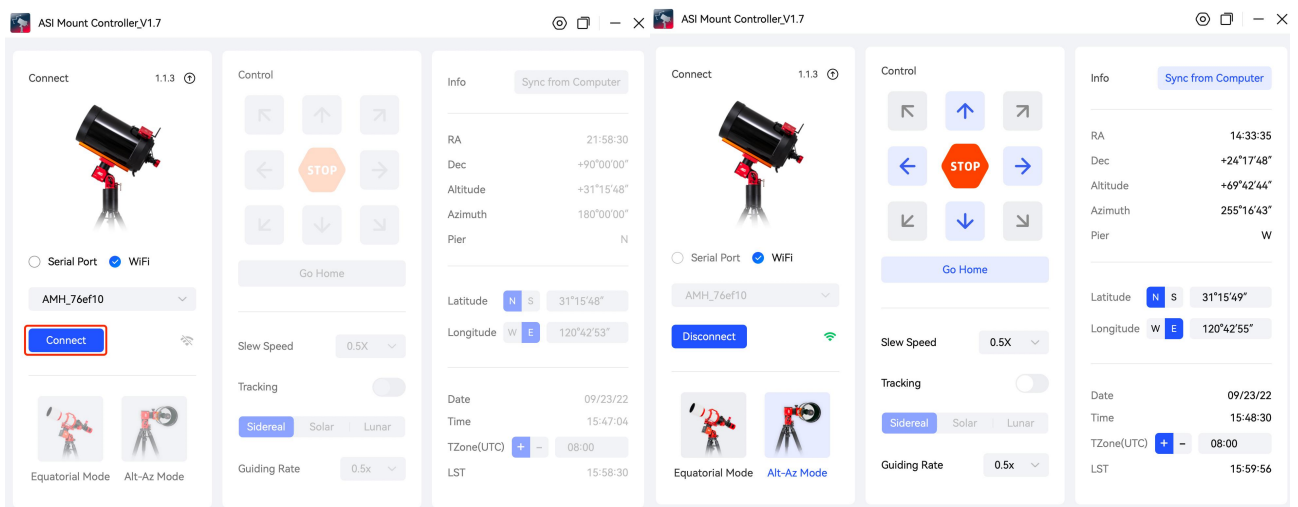 ASI Mount Controller_V1.7
Connect 1.1.3
Serial Port WiFi
AMH_76ef10
Connect
Equatorial Mode Alt-Az Mode
Control
STOP
Go Home
Slew Speed 0.5X
Tracking
Sidereal Solar Lunar
Guiding Rate 0.5x
Info Sync from Computer
RA 21:58:30
Dec +90°00′00″
Altitude +31°15′48″
Azimuth 180°00′00″
Pier N
Latitude N S 31°15′48″
Longitude W E 120°42′53″
Date 09/23/22
Time 15:47:04
TZone(UTC) + − 08:00
LST 15:58:30
ASI Mount Controller_V1.7
Connect 1.1.3
Serial Port WiFi
AMH_76ef10
Disconnect
Equatorial Mode Alt-Az Mode
Control
STOP
Go Home
Slew Speed 0.5X
Tracking
Sidereal Solar Lunar
Guiding Rate 0.5x
Info Sync from Computer
RA 14:33:35
Dec +24°17′48″
Altitude +69°42′44″
Azimuth 255°16′43″
Pier W
Latitude N S 31°15′49″
Longitude W E 120°42′55″
Date 09/23/22
Time 15:48:30
TZone(UTC) + − 08:00
LST 15:59:56